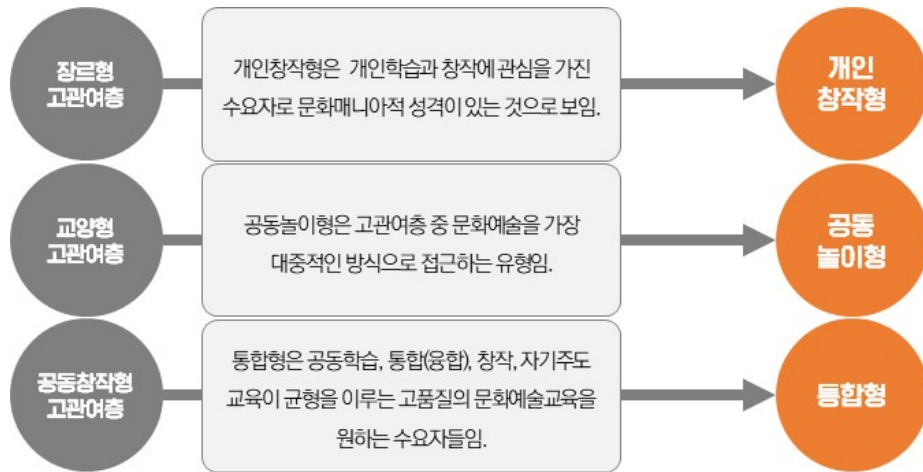 장르형
고관여층
개인창작형은 개인학습과 창작에 관심을 가진
수요자로 문화매니아적 성격이 있는 것으로 보임.
개인
창작형
교양형
고관여층
공동놀이형은 고관여층 중 문화예술을 가장
대중적인 방식으로 접근하는 유형임.
공동
놀이형
공동창작형
고관여층
통합형은 공동학습, 통합(융합), 창작, 자기주도
교육이 균형을 이루는 고품질의 문화예술교육을
원하는 수요자들임.
통합형